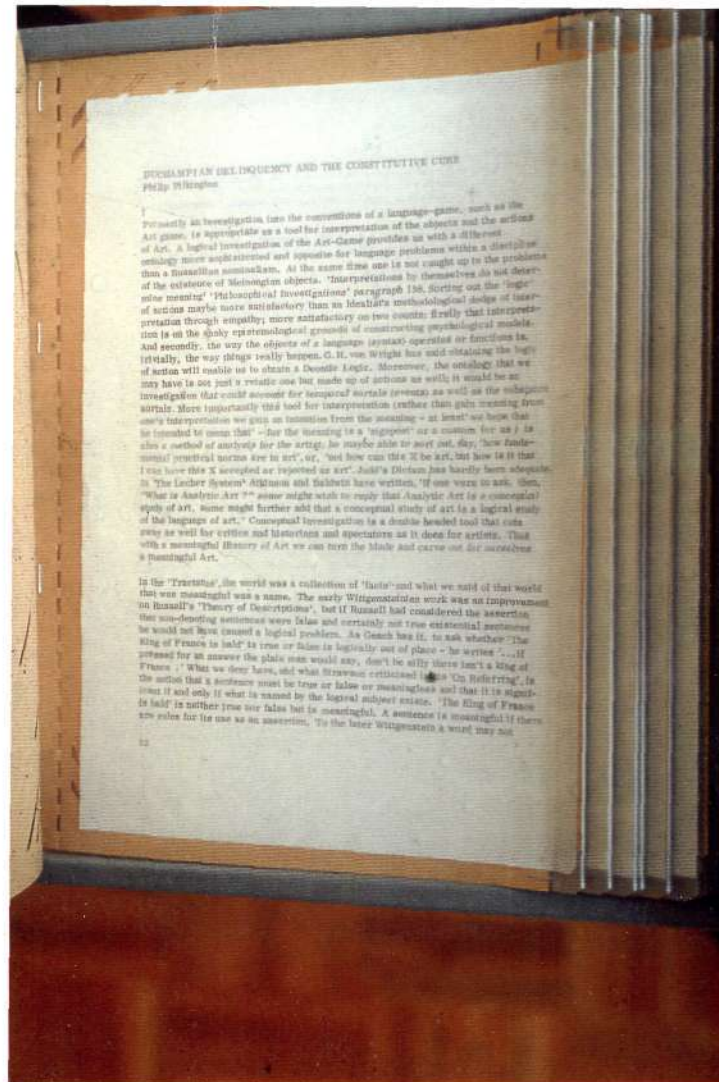 DUCHAMPIAN DELINQUENCY AND THE CONSTITUTIVE CURE
Philip Pilkington
I
Primarily an investigation into the conventions of a language-game, such as the
Art game, is appropriate as a tool for interpretation of the objects and the actions
of Art. A logical investigation of the Art-Game provides us with a different
ontology more sophisticated and apposite for language problems within a discipline
than a Russellian nominalism. At the same time one is not caught up to the problems
of the existence of Meinongian objects. 'Interpretations by themselves do not deter-
mine meaning' 'Philosophical Investigations' paragraph 198. Sorting out the 'logic'
of actions maybe more satisfactory than an Idealist's methodological dodge of inter-
pretation through empathy; more satisfactory on two counts: firstly that interpreta-
tion is on the shaky epistemological grounds of constructing psychological models.
And secondly, the way the objects of a language (syntax) operates or functions is,
trivially, the way things really happen. G.H. von Wright has said obtaining the logic
of action will enable us to obtain a Deontic Logic. Moreover, the ontology that we
may have is not just a relatic one but made up of actions as well; it would be an
investigation that could account for temporal sortals (events) as well as the
sortals. More importantly this tool for interpretation (rather than gain meaning from
one's interpretation we gain an intention from the meaning - at least we hope that
he intended to mean that - for the meaning is a 'signpost' or a custom for us) is
also a method of analysis for the artist; he maybe able to sort out, say, 'how funda-
mental practical norms are in art', or, 'not how can this X be art, but how is it that
I can have this X accepted or rejected as art'. Judd's Dictum has hardly been adequate.
In 'The Lecher System' Atkinson and Baldwin have written, 'If one were to ask, then,
"What is Analytic Art ?" some might wish to reply that Analytic Art is a conceptual
study of art, some might further add that a conceptual study of art is a logical study
of the language of art.' Conceptual investigation is a double headed tool that cuts
away as well for critics and historians and spectators as it does for artists. Thus
with a meaningful History of Art we can turn the blade and carve out for ourselves
a meaningful Art.
In the 'Tractatus', the world was a collection of 'facts' and what we said of that world
that was meaningful was a name. The early Wittgensteinian work was an improvement
on Russell's 'Theory of Descriptions', but if Russell had considered the assertion
that non-denoting sentences were false and certainly not true existential sentences
he would not have caused a logical problem. As Geach has it, to ask whether 'The
King of France is bald' is true or false is logically out of place - he writes '...if
pressed for an answer the plain man would say, don't be silly there isn't a king of
France .' What we deny here, and what Strawson criticised in 'On Referring', is
the notion that a sentence must be true or false or meaningless and that it is signif-
icant if and only if what is named by the logical subject exists. 'The King of France
is bald' is neither true nor false but is meaningful. A sentence is meaningful if there
are rules for its use as an assertion. To the later Wittgenstein a word may not